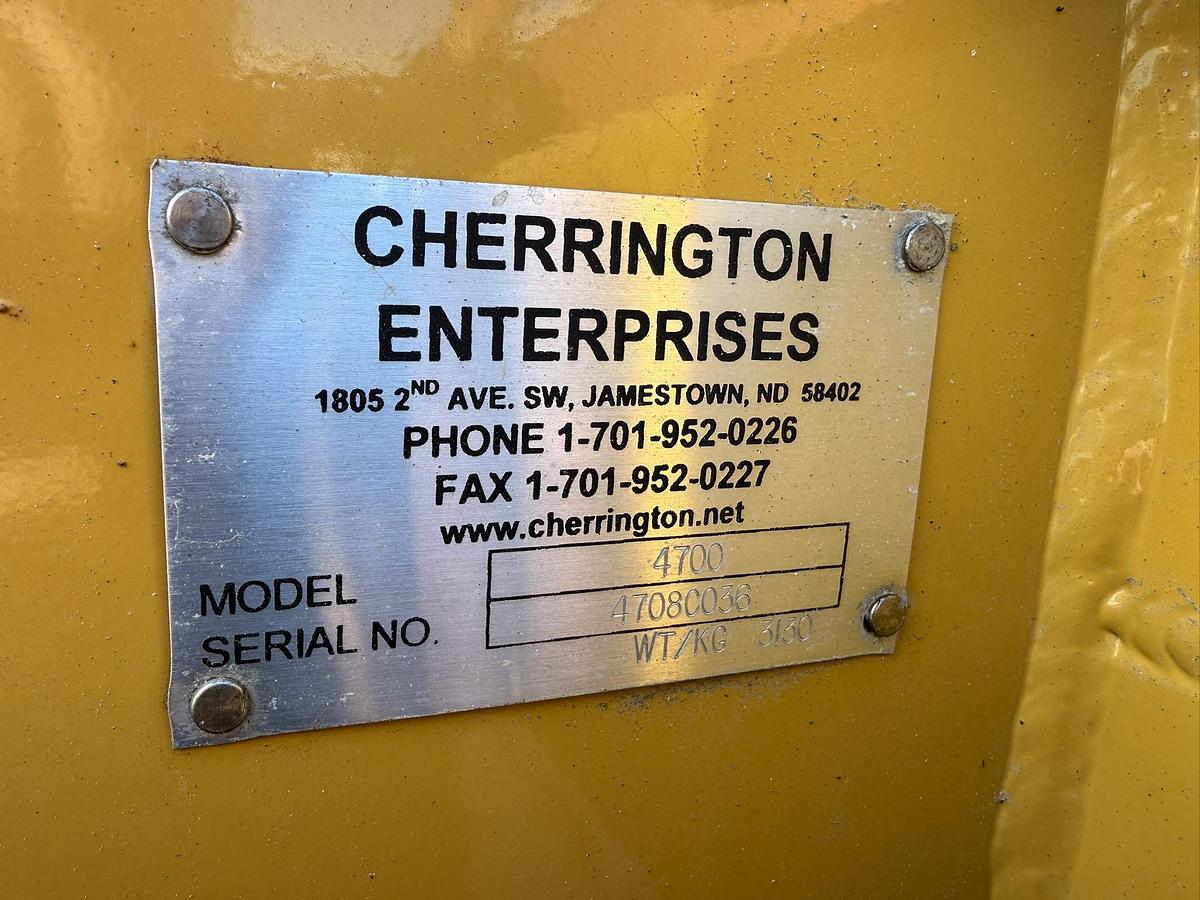 CHERRINGTON
ENTERPRISES
1805 2ND AVE. SW, JAMESTOWN, ND 58402
PHONE 1-701-952-0226
FAX 1-701-952-0227
www.cherrington.net
MODEL 4700
SERIAL NO. 4708C036
WT/KG 3130